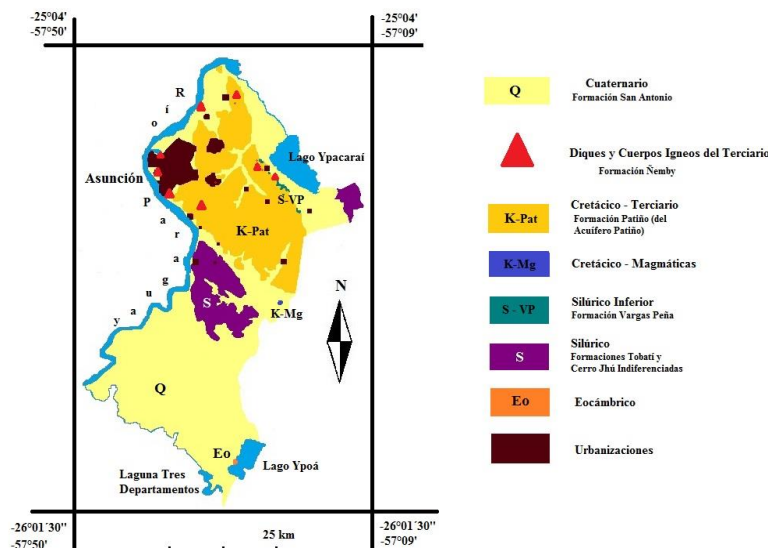 -25°04'
-57°50'
-25°04'
-57°09'
R
í
o
Lago Ypacaraí
Asunción
P
a
r
a
g
u
a
y
S-VP
K-Pat
S
K-Mg
N
Q
Eo
Lago Ypoá
Laguna Tres
Departamentos
-26°01´30"
-57°50'
25 km
-26°01´30"
-57°09'
Q
Cuaternario
Formación San Antonio
Diques y Cuerpos Igneos del Terciario
Formación Ñemby
K-Pat
Cretácico - Terciario
Formación Patiño (del
Acuífero Patiño)
K-Mg
Cretácico - Magmáticas
S - VP
Silúrico Inferior
Formación Vargas Peña
S
Silúrico
Formaciones Tobatí y
Cerro Jhú Indiferenciadas
Eo
Eocámbrico
Urbanizaciones